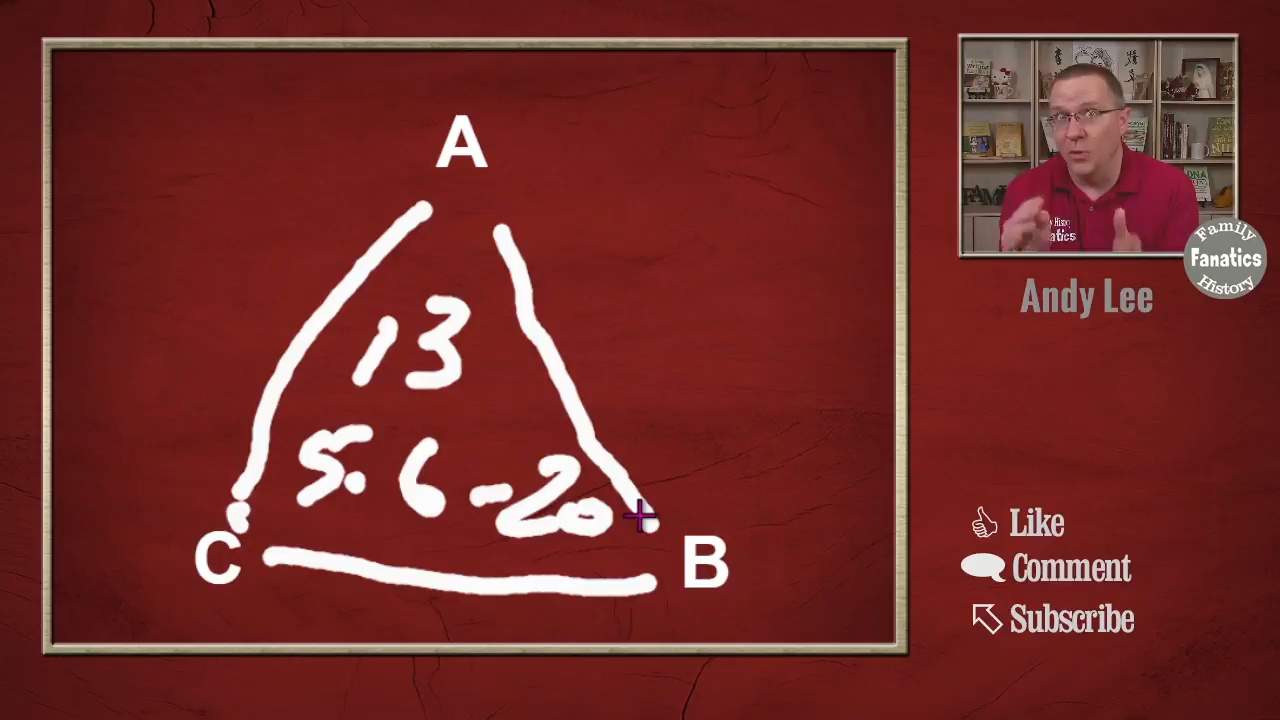 A
13
5.6-20
C
B
Family
Fanatics
History
Andy Lee
Like
Comment
Subscribe